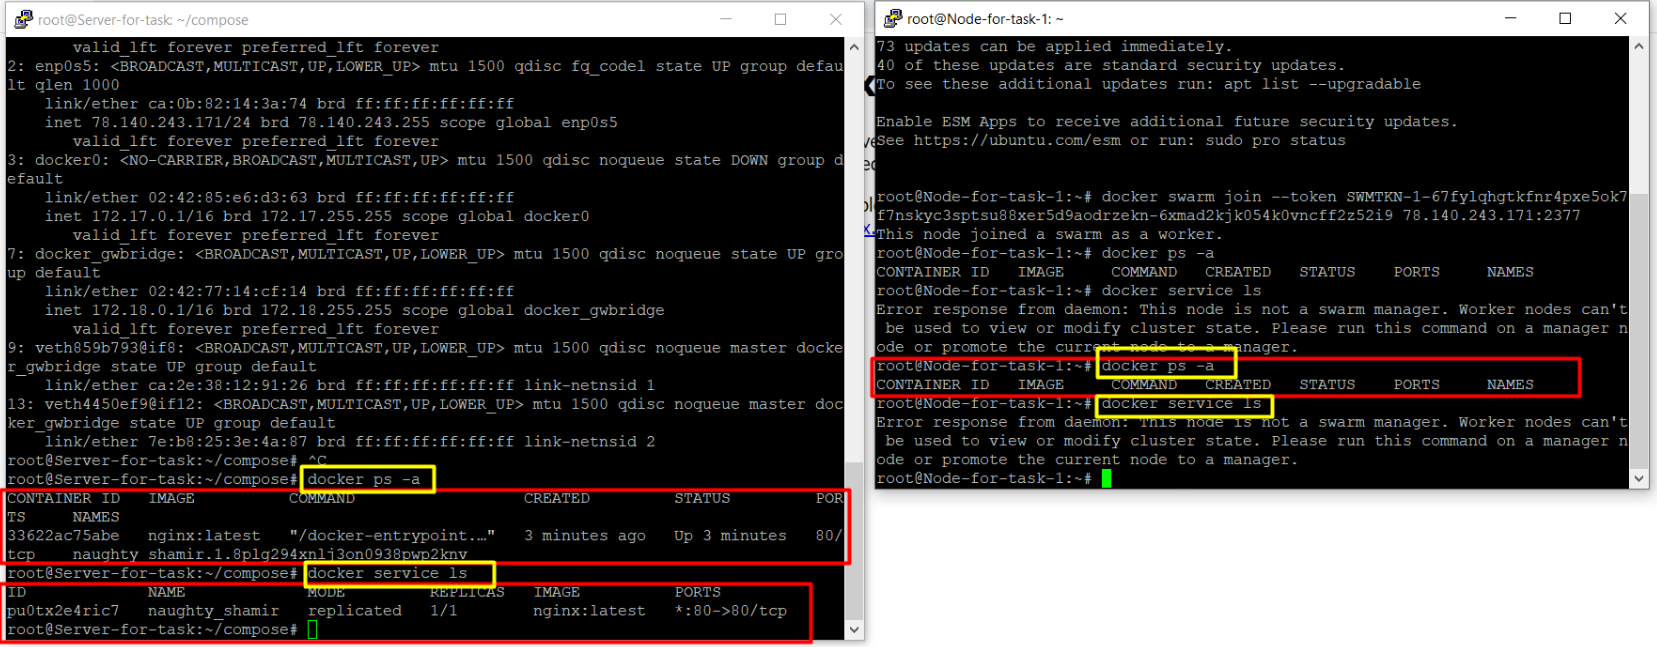 root@Server-for-task: ~/compose
valid_lft forever preferred_lft forever
2: enp0s5: <BROADCAST,MULTICAST,UP,LOWER_UP> mtu 1500 qdisc fq_codel state UP group defau
lt qlen 1000
link/ether ca:0b:82:14:3a:74 brd ff:ff:ff:ff:ff:ff
inet 78.140.243.171/24 brd 78.140.243.255 scope global enp0s5
valid_lft forever preferred_lft forever
3: docker0: <NO-CARRIER,BROADCAST,MULTICAST,UP> mtu 1500 qdisc noqueue state DOWN group d
efault
link/ether 02:42:85:e6:d3:63 brd ff:ff:ff:ff:ff:ff
inet 172.17.0.1/16 brd 172.17.255.255 scope global docker0
valid_lft forever preferred_lft forever
7: docker_gwbridge: <BROADCAST,MULTICAST,UP,LOWER_UP> mtu 1500 qdisc noqueue state UP gro
up default
link/ether 02:42:77:14:cf:14 brd ff:ff:ff:ff:ff:ff
inet 172.18.0.1/16 brd 172.18.255.255 scope global docker_gwbridge
valid_lft forever preferred_lft forever
9: veth859b793@if8: <BROADCAST,MULTICAST,UP,LOWER_UP> mtu 1500 qdisc noqueue master docke
r_gwbridge state UP group default
link/ether ca:2e:38:12:91:26 brd ff:ff:ff:ff:ff:ff link-netnsid 1
13: veth4450ef9@if12: <BROADCAST,MULTICAST,UP,LOWER_UP> mtu 1500 qdisc noqueue master doc
ker_gwbridge state UP group default
link/ether 7e:b8:25:3e:4a:87 brd ff:ff:ff:ff:ff:ff link-netnsid 2
root@Server-for-task:~/compose# ^C
root@Server-for-task:~/compose# docker ps -a
CONTAINER ID IMAGE COMMAND CREATED STATUS POR
TS NAMES
33622ac75abe nginx:latest "/docker-entrypoint.…" 3 minutes ago Up 3 minutes 80/
tcp naughty_shamir.1.8plg294xnlj3on0938pwp2knv
root@Server-for-task:~/compose# docker service ls
ID NAME MODE REPLICAS IMAGE PORTS
pu0tx2e4ric7 naughty_shamir replicated 1/1 nginx:latest *:80->80/tcp
root@Server-for-task:~/compose#
root@Node-for-task-1: ~
73 updates can be applied immediately.
40 of these updates are standard security updates.
To see these additional updates run: apt list --upgradable
Enable ESM Apps to receive additional future security updates.
See https://ubuntu.com/esm or run: sudo pro status
root@Node-for-task-1:~# docker swarm join --token SWMTKN-1-67fylqhgtkfnr4pxe5ok7
f7nskyc3sptsu88xer5d9aodrzekn-6xmad2kjk054k0vncff2z52i9 78.140.243.171:2377
This node joined a swarm as a worker.
root@Node-for-task-1:~# docker ps -a
CONTAINER ID IMAGE COMMAND CREATED STATUS PORTS NAMES
root@Node-for-task-1:~# docker service ls
Error response from daemon: This node is not a swarm manager. Worker nodes can't
be used to view or modify cluster state. Please run this command on a manager n
ode or promote the current node to a manager.
root@Node-for-task-1:~# docker ps -a
CONTAINER ID IMAGE COMMAND CREATED STATUS PORTS NAMES
root@Node-for-task-1:~# docker service ls
Error response from daemon: This node is not a swarm manager. Worker nodes can't
be used to view or modify cluster state. Please run this command on a manager n
ode or promote the current node to a manager.
root@Node-for-task-1:~#